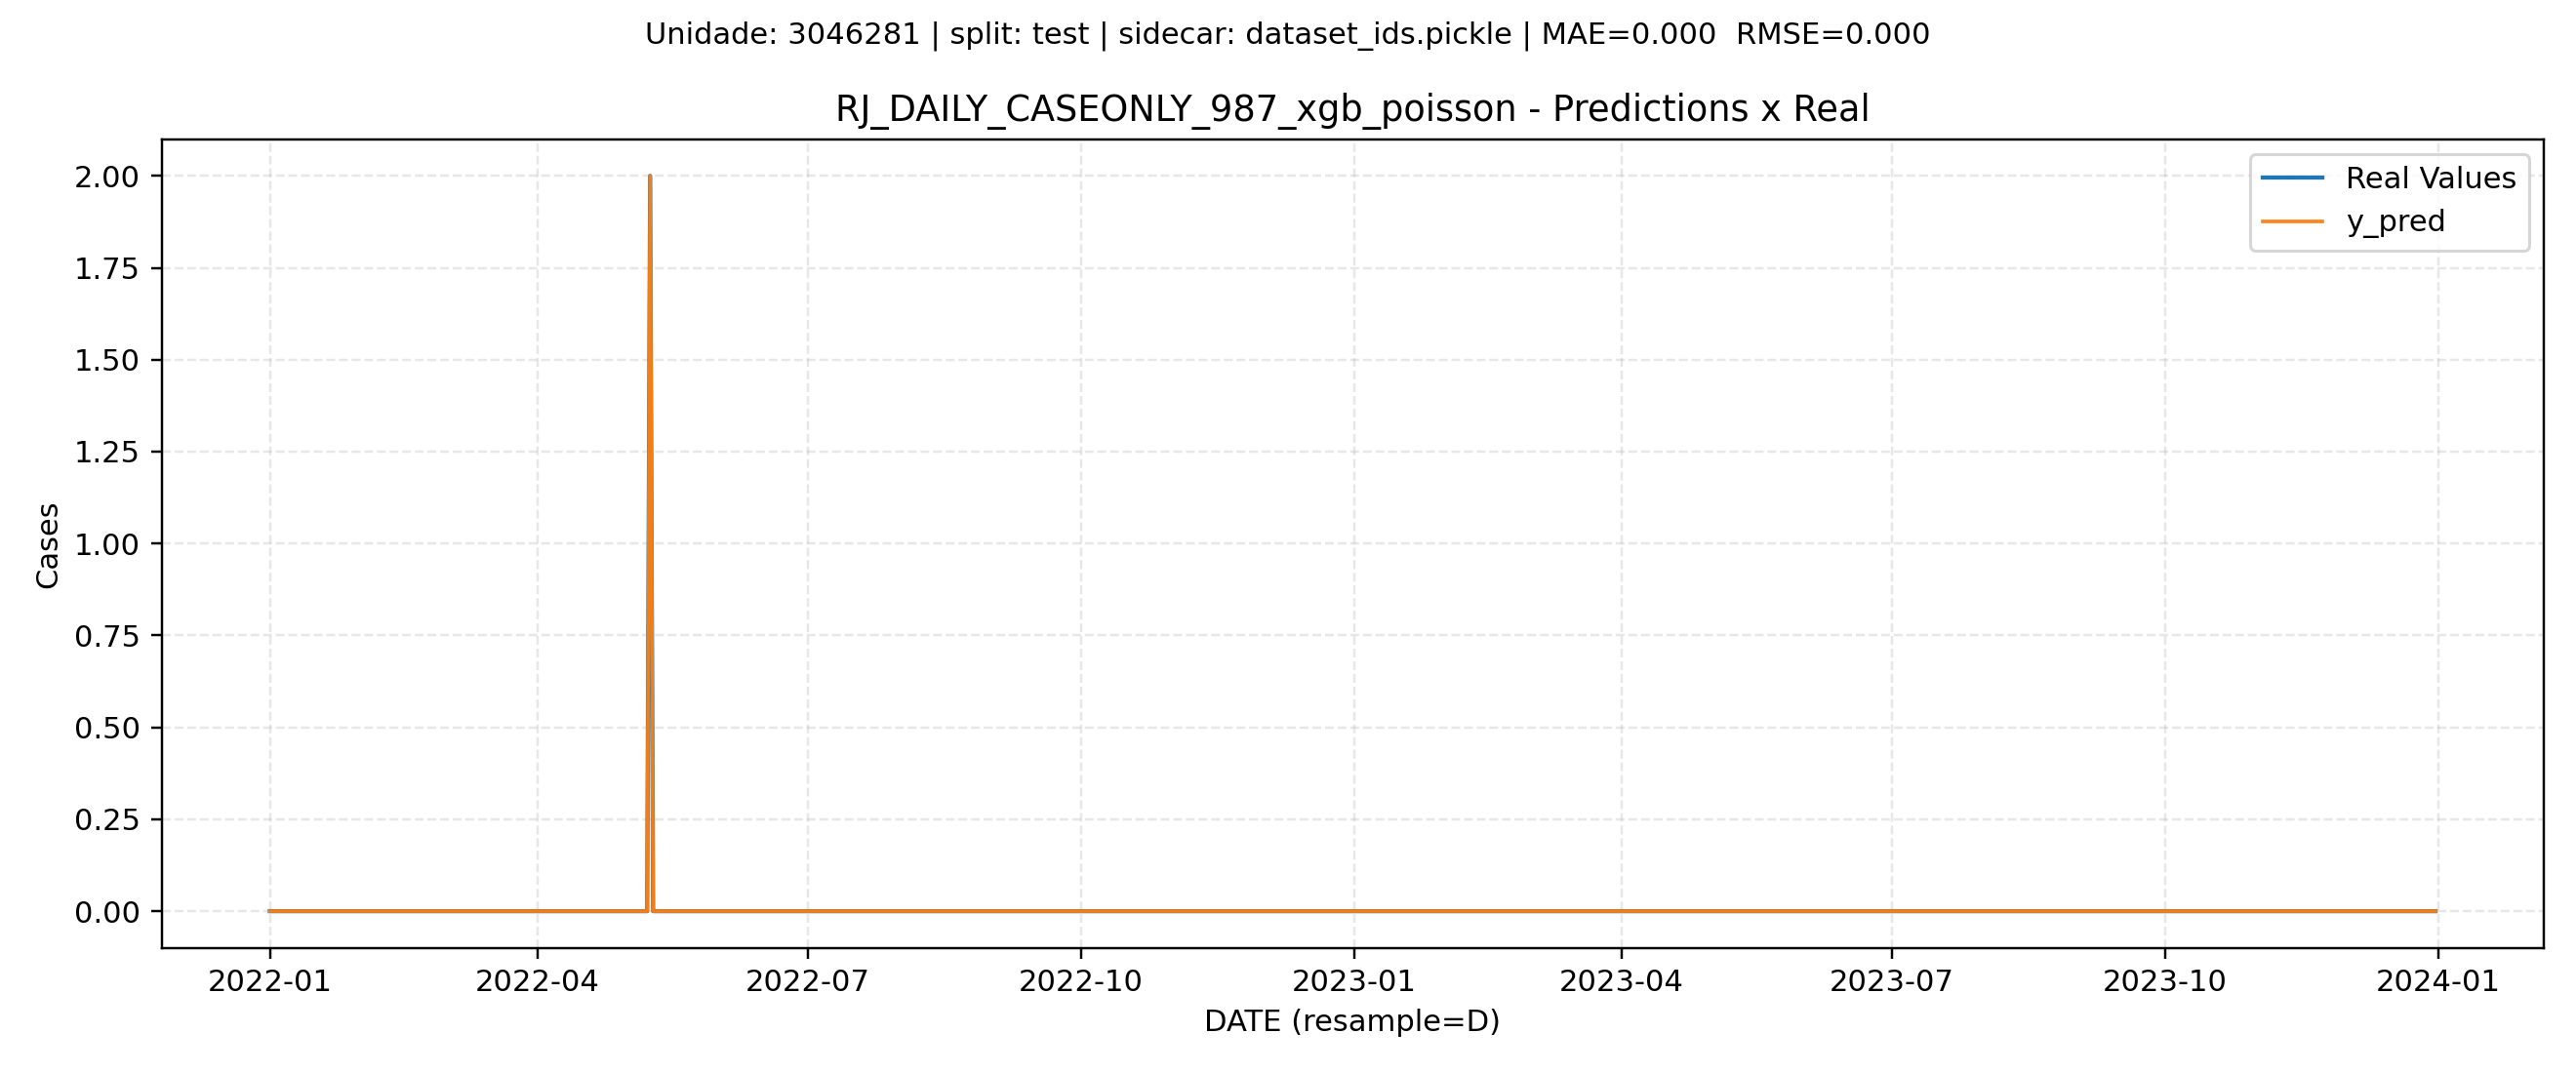 Unidade: 3046281 | split: test | sidecar: dataset_ids.pickle | MAE=0.000  RMSE=0.000
RJ_DAILY_CASEONLY_987_xgb_poisson - Predictions x Real
Real Values
y_pred
Cases
2.00
1.75
1.50
1.25
1.00
0.75
0.50
0.25
0.00
2022-01 2022-04 2022-07 2022-10 2023-01 2023-04 2023-07 2023-10 2024-01
DATE (resample=D)